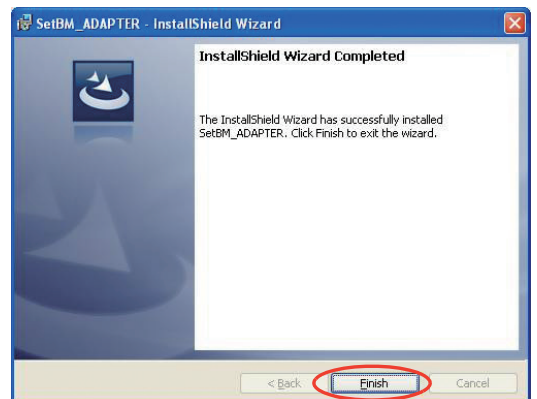 SetBM_ADAPTER - InstallShield Wizard
InstallShield Wizard Completed
The InstallShield Wizard has successfully installed
SetBM_ADAPTER. Click Finish to exit the wizard.
< Back
Finish
Cancel